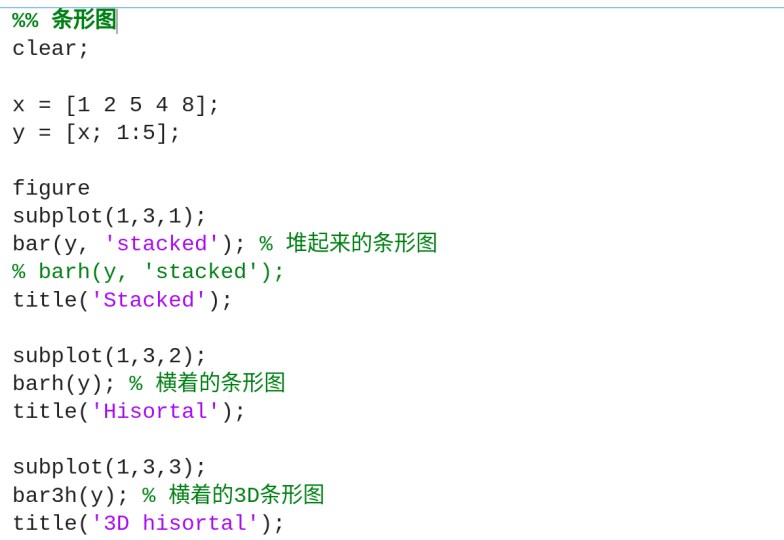 %% 条形图
clear;
x = [1 2 5 4 8];
y = [x; 1:5];
figure
subplot(1,3,1);
bar(y, 'stacked'); % 堆起来的条形图
% barh(y, 'stacked');
title('Stacked');
subplot(1,3,2);
barh(y); % 横着的条形图
title('Hisortal');
subplot(1,3,3);
bar3h(y); % 横着的3D条形图
title('3D hisortal');